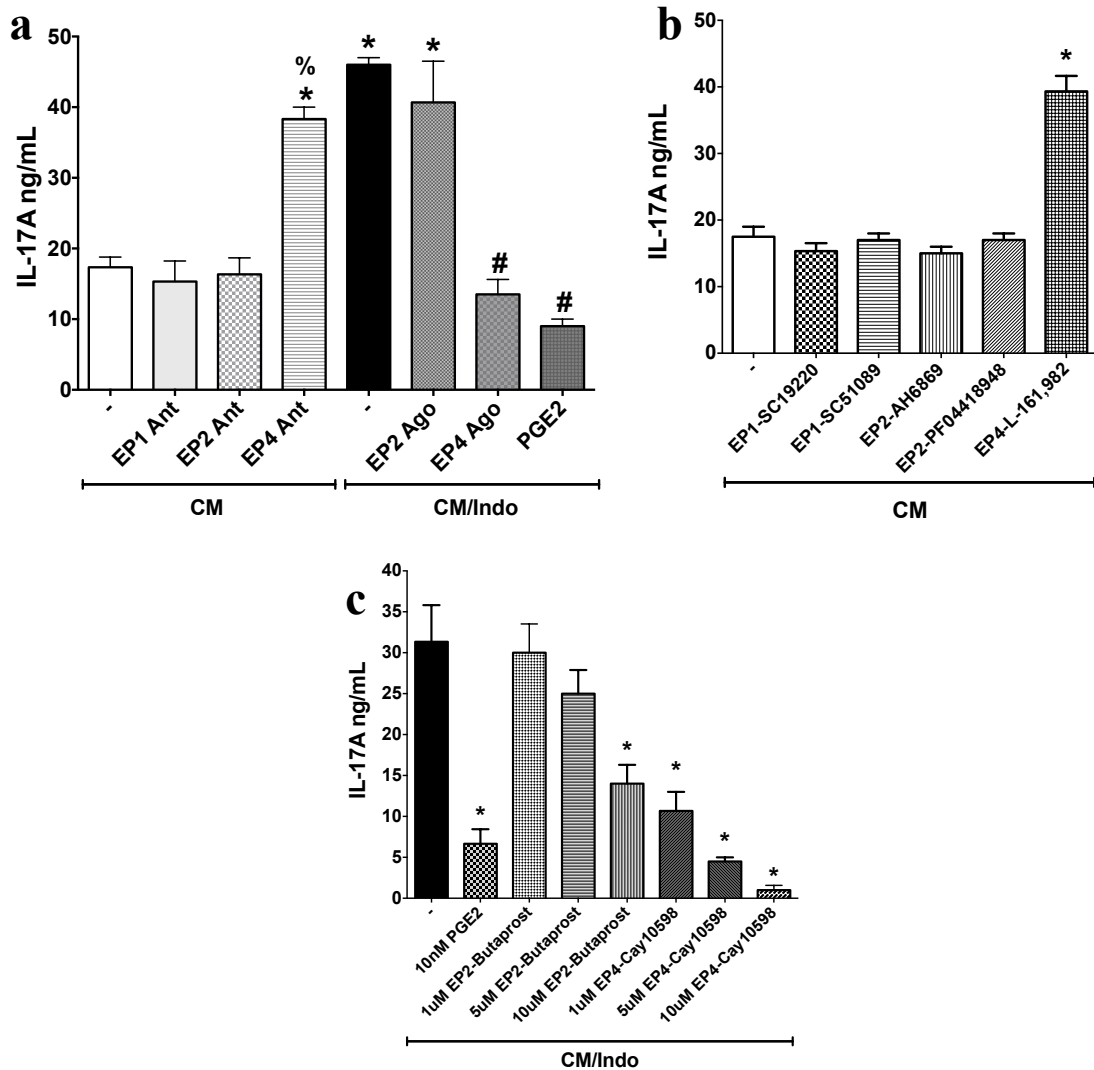 a
IL-17A ng/mL
50
40
30
20
10
0
*
%
*
*
#
#
-
EP1 Ant
EP2 Ant
EP4 Ant
-
EP2 Ago
EP4 Ago
PGE2
CM
CM/Indo
b
IL-17A ng/mL
50
40
30
20
10
0
*
-
EP1-SC19220
EP1-SC51089
EP2-AH6869
EP2-PF04418948
EP4-L-161,982
CM
c
IL-17A ng/mL
40
35
30
25
20
15
10
5
0
*
*
*
*
*
-
10nM PGE2
1uM EP2-Butaprost
5uM EP2-Butaprost
10uM EP2-Butaprost
1uM EP4-Cay10598
5uM EP4-Cay10598
10uM EP4-Cay10598
CM/Indo